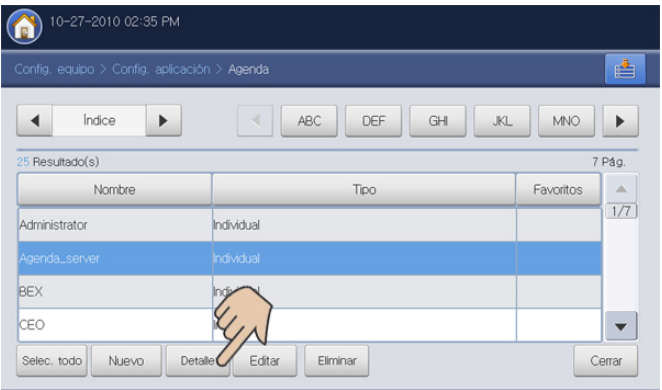 10-27-2010 02:35 PM
Config. equipo > Config. aplicación > Agenda
Índice ABC DEF GHI JKL MNO
25 Resultado(s) 7 Pág.
Nombre Tipo Favoritos
1/7
Administrator Individual
Agenda_server Individual
BEX
CEO
Selec. todo Nuevo Detalle Editar Eliminar Cerrar